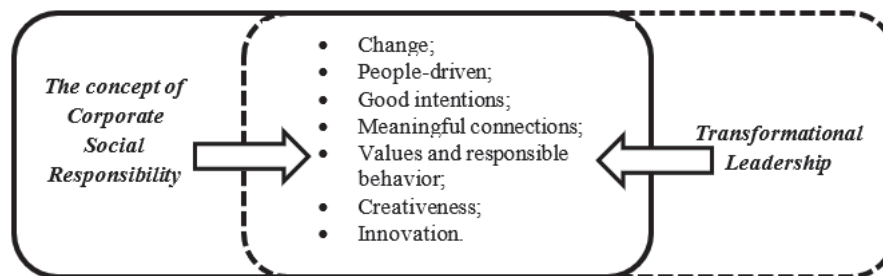 The concept of
Corporate
Social
Responsibility
• Change;
• People-driven;
• Good intentions;
• Meaningful connections;
• Values and responsible
behavior;
• Creativeness;
• Innovation.
Transformational
Leadership